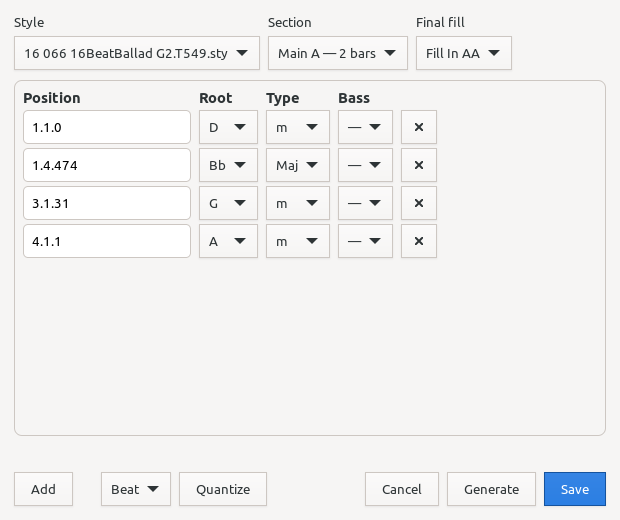 Style Section Final fill
16 066 16BeatBallad G2.T549.sty Main A — 2 bars Fill In AA
Position Root Type Bass
1.1.0 D m — ×
1.4.474 Bb Maj — ×
3.1.31 G m — ×
4.1.1 A m — ×
Add Beat Quantize Cancel Generate Save